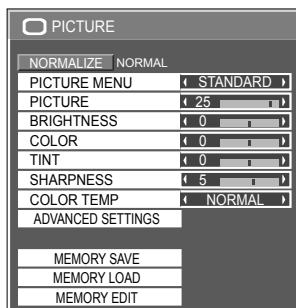 PICTURE
NORMALIZE NORMAL
PICTURE MENU STANDARD
PICTURE 25
BRIGHTNESS 0
COLOR 0
TINT 0
SHARPNESS 5
COLOR TEMP NORMAL
ADVANCED SETTINGS
MEMORY SAVE
MEMORY LOAD
MEMORY EDIT